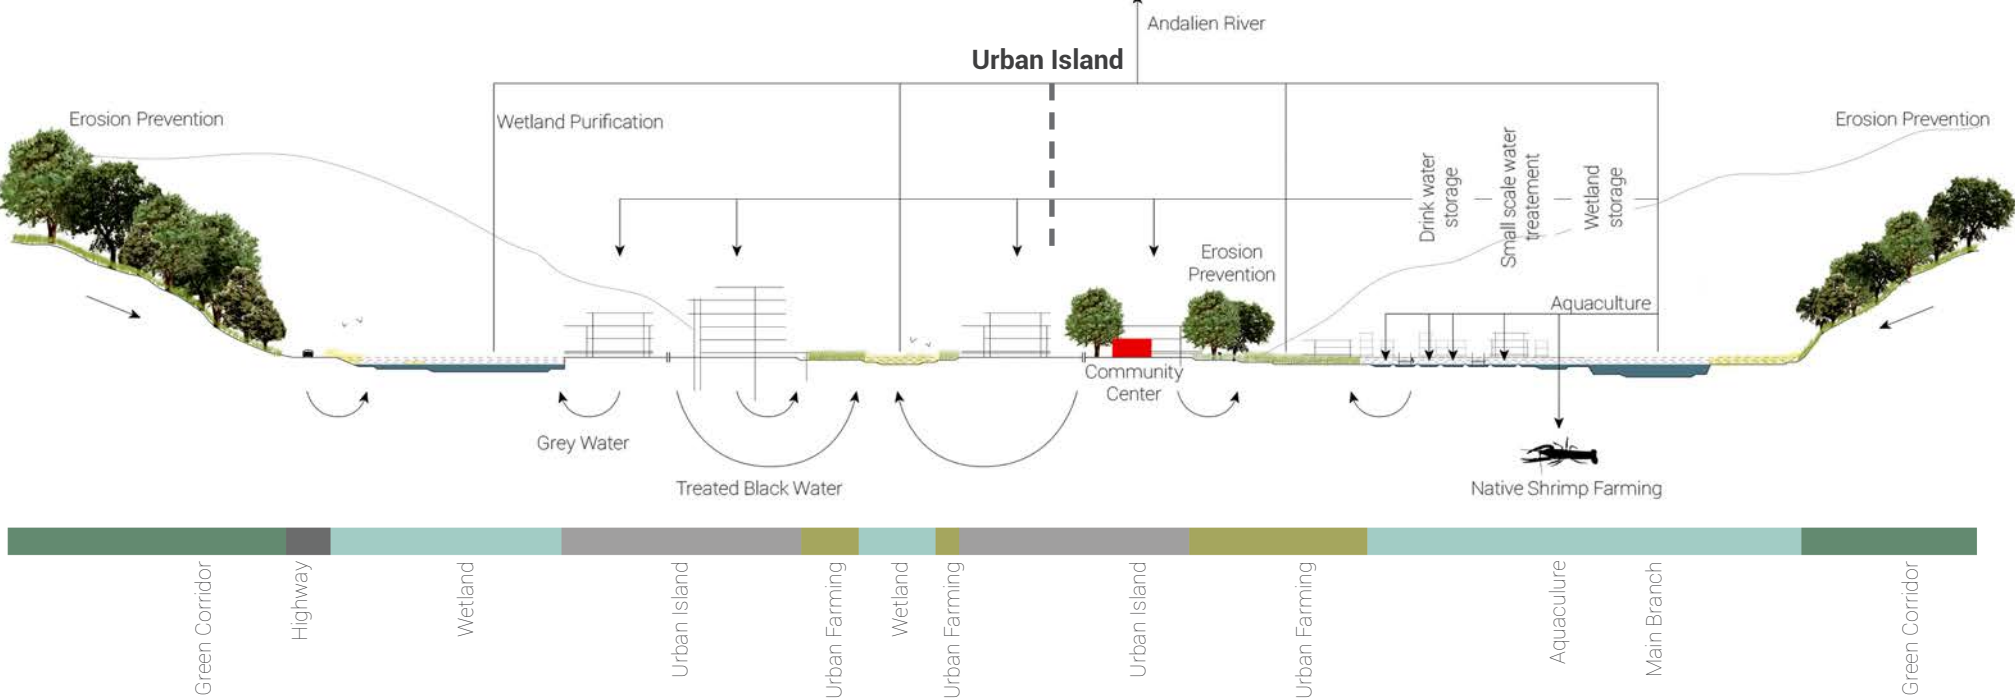 Andalien River
Urban Island
Erosion Prevention
Wetland Purification
Erosion Prevention
Drink water
storage
Small scale water
treatement
Wetland
storage
Erosion
Prevention
Aquaculture
Community
Center
Grey Water
Treated Black Water
Native Shrimp Farming
Green Corridor
Highway
Wetland
Urban Island
Urban Farming
Wetland
Urban Farming
Urban Island
Urban Farming
Aquaculure
Main Branch
Green Corridor